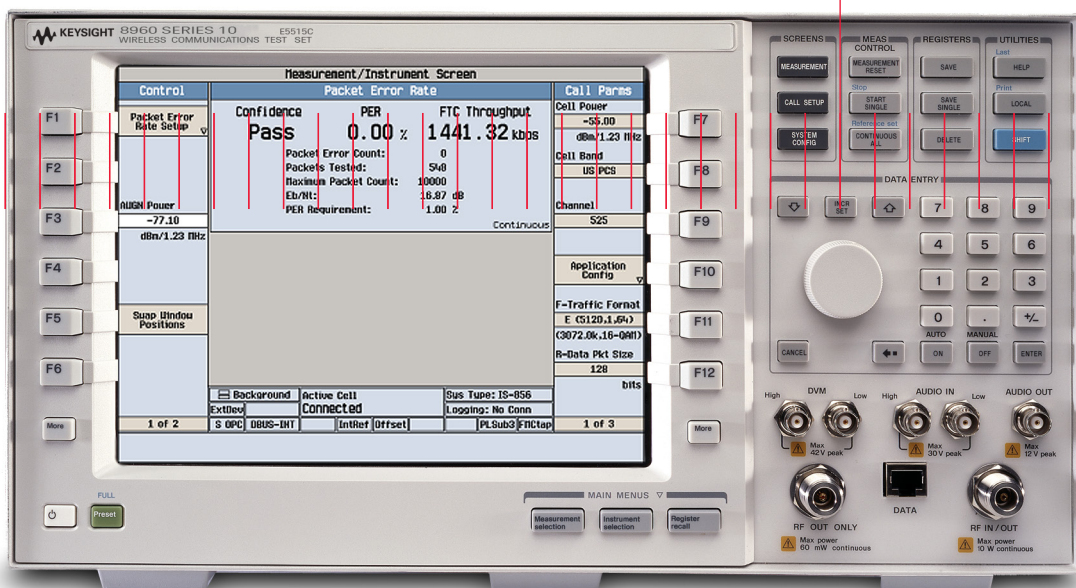 KEYSIGHT 8960 SERIES 10 E5515C
WIRELESS COMMUNICATIONS TEST SET
Measurement/Instrument Screen
Control
Packet Error Rate
Call Parms
F1
F2
F3
F4
F5
F6
More
Packet Error
Rate Setup
AWGN Power
-77.10
dBm/1.23 MHz
Swap Window
Positions
1 of 2
Confidence PER FTC Throughput
Pass 0.00 % 1441.32 kbps
Packet Error Count: 0
Packets Tested: 540
Maximum Packet Count: 10000
Eb/Nt: 16.87 dB
PER Requirement: 1.00 %
Continuous
Background
Active Cell
Sys Type: IS-856
ExtDev
Connected
Logging: No Conn
S OPC DBUS-INT IntRef Offset PLSub3 FMCtap
Cell Power
-55.00
dBm/1.23 MHz
Cell Band
US PCS
Channel
525
Application
Config
F-Traffic Format
E (5120,1,64)
(3072.0k,16-QAM)
R-Data Pkt Size
128
bits
1 of 3
F7
F8
F9
F10
F11
F12
More
FULL
Preset
MAIN MENUS
Measurement
selection
Instrument
selection
Register
recall
SCREENS
MEASUREMENT
CALL SETUP
SYSTEM
CONFIG
MEAS
CONTROL
MEASUREMENT
RESET
Stop
START
SINGLE
Reference set
CONTINUOUS
ALL
REGISTERS
SAVE
SAVE
SINGLE
DELETE
UTILITIES
Last
HELP
Print
LOCAL
SHIFT
DATA ENTRY
INCR
SET
7 8 9
4 5 6
1 2 3
0 . +/-
AUTO MANUAL
CANCEL
ON OFF ENTER
High DVM Low
High AUDIO IN Low
AUDIO OUT
Max
42 V peak
Max
30 V peak
Max
12 V peak
RF OUT ONLY
Max power
60 mW continuous
DATA
RF IN/OUT
Max power
10 W continuous